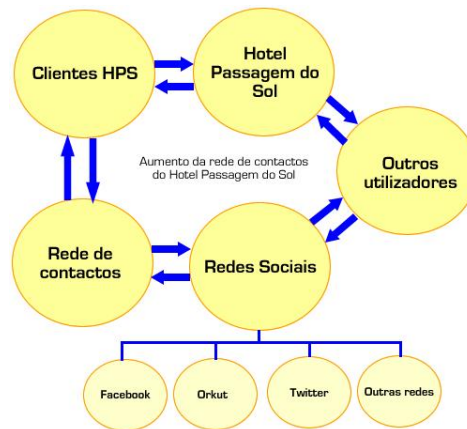 Clientes HPS
Hotel
Passagem do
Sol
Aumento da rede de contactos
do Hotel Passagem do Sol
Outros
utilizadores
Rede de
contactos
Redes Sociais
Facebook
Orkut
Twitter
Outras redes